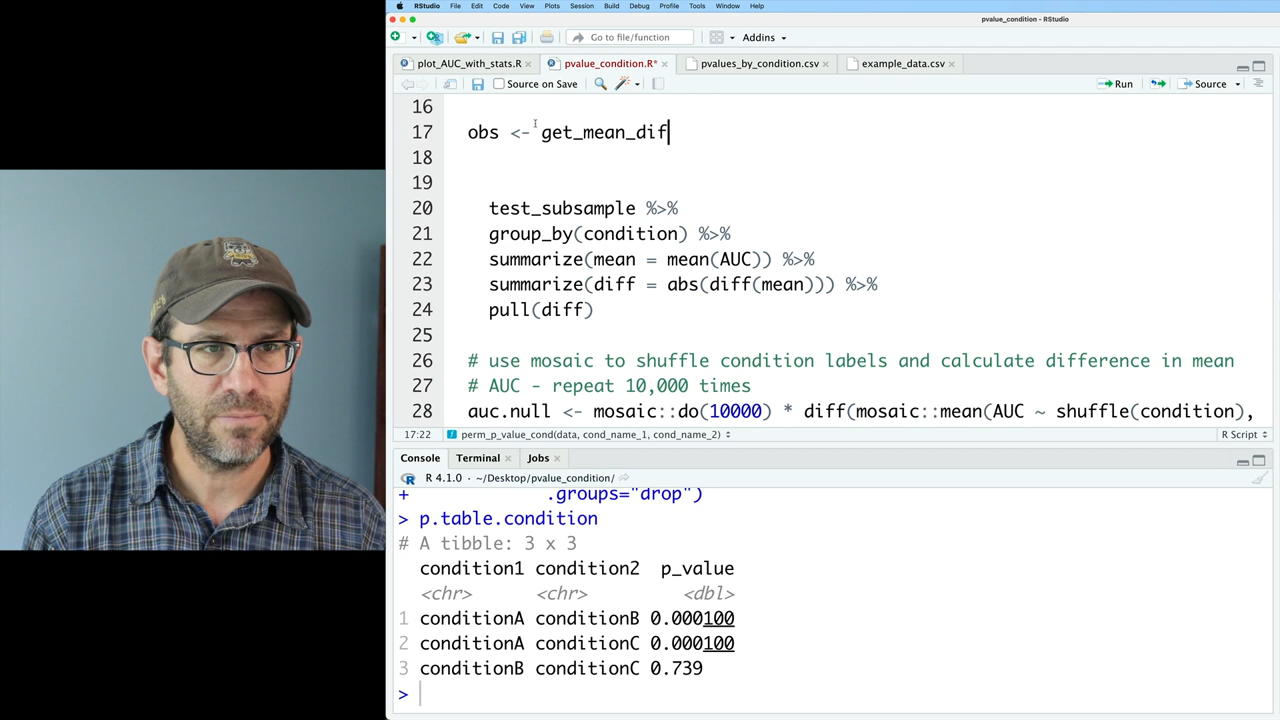 RStudio File Edit Code View Plots Session Build Debug Profile Tools Window Help
pvalue_condition - RStudio
Go to file/function Addins
plot_AUC_with_stats.R pvalue_condition.R* pvalues_by_condition.csv example_data.csv
Source on Save Run Source
16
17 obs <- get_mean_dif
18
19
20 test_subsample %>%
21 group_by(condition) %>%
22 summarize(mean = mean(AUC)) %>%
23 summarize(diff = abs(diff(mean))) %>%
24 pull(diff)
25
26 # use mosaic to shuffle condition labels and calculate difference in mean
27 # AUC - repeat 10,000 times
28 auc.null <- mosaic::do(10000) * diff(mosaic::mean(AUC ~ shuffle(condition),
17:22 perm_p_value_cond(data, cond_name_1, cond_name_2) R Script
Console Terminal Jobs
R 4.1.0 · ~/Desktop/pvalue_condition/
+ .groups="drop")
> p.table.condition
# A tibble: 3 x 3
condition1 condition2 p_value
<chr> <chr> <dbl>
1 conditionA conditionB 0.000100
2 conditionA conditionC 0.000100
3 conditionB conditionC 0.739
>